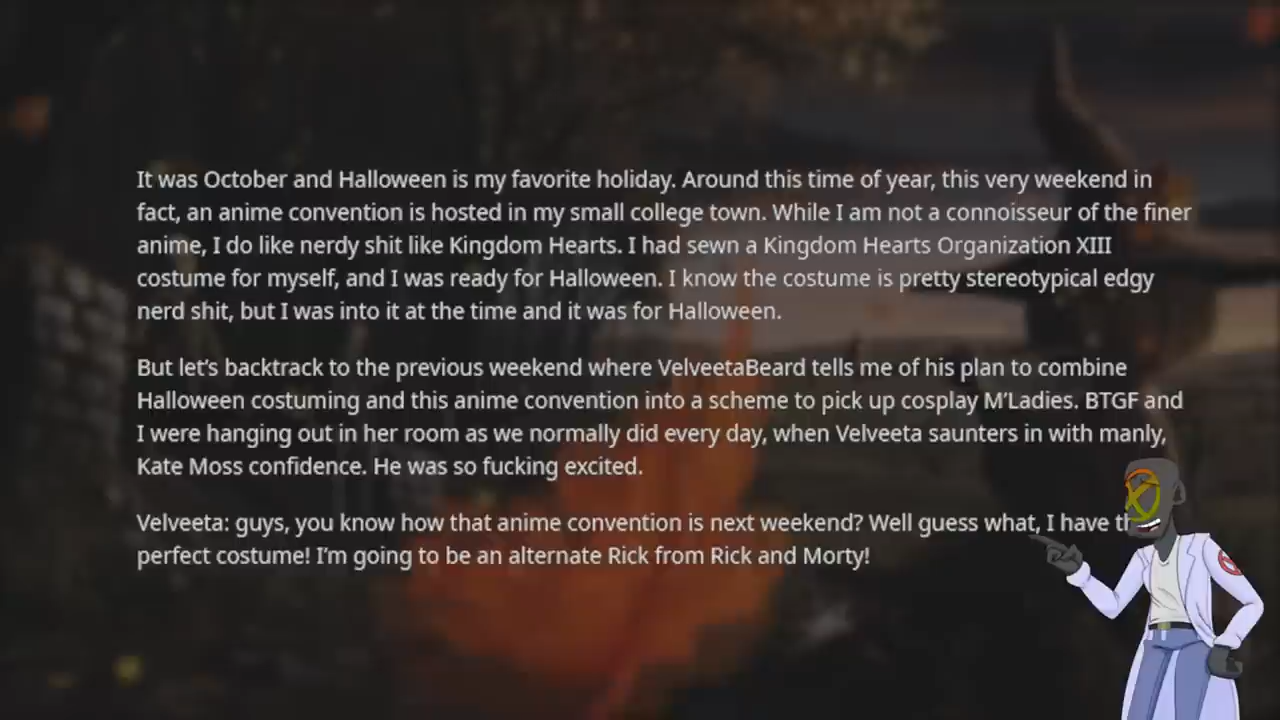 It was October and Halloween is my favorite holiday. Around this time of year, this very weekend in
fact, an anime convention is hosted in my small college town. While I am not a connoisseur of the finer
anime, I do like nerdy shit like Kingdom Hearts. I had sewn a Kingdom Hearts Organization XIII
costume for myself, and I was ready for Halloween. I know the costume is pretty stereotypical edgy
nerd shit, but I was into it at the time and it was for Halloween.
But let's backtrack to the previous weekend where VelveetaBeard tells me of his plan to combine
Halloween costuming and this anime convention into a scheme to pick up cosplay M'Ladies. BTGF and
I were hanging out in her room as we normally did every day, when Velveeta saunters in with manly,
Kate Moss confidence. He was so fucking excited.
Velveeta: guys, you know how that anime convention is next weekend? Well guess what, I have
perfect costume! I'm going to be an alternate Rick from Rick and Morty!